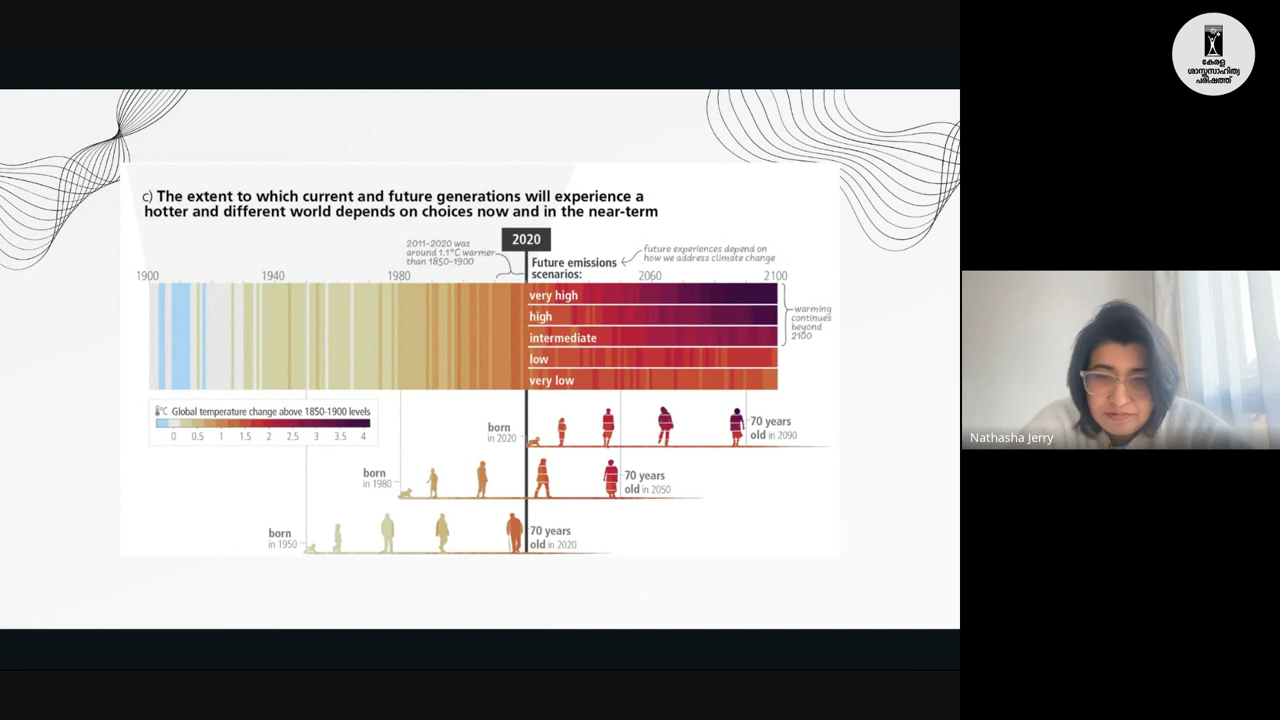 കേരള
ശാസ്ത്രസാഹിത്യ
പരിഷത്ത്
c) The extent to which current and future generations will experience a
hotter and different world depends on choices now and in the near-term
2011-2020 was
around 1.1°C warmer
than 1850-1900
2020
future experiences depend on
how we address climate change
Future emissions
scenarios:
1900
1940
1980
2060
2100
very high
high
intermediate
low
very low
warming
continues
beyond
2100
°C Global temperature change above 1850-1900 levels
0 0.5 1 1.5 2 2.5 3 3.5 4
born
in 2020
70 years
old in 2090
born
in 1980
70 years
old in 2050
born
in 1950
70 years
old in 2020
Nathasha Jerry